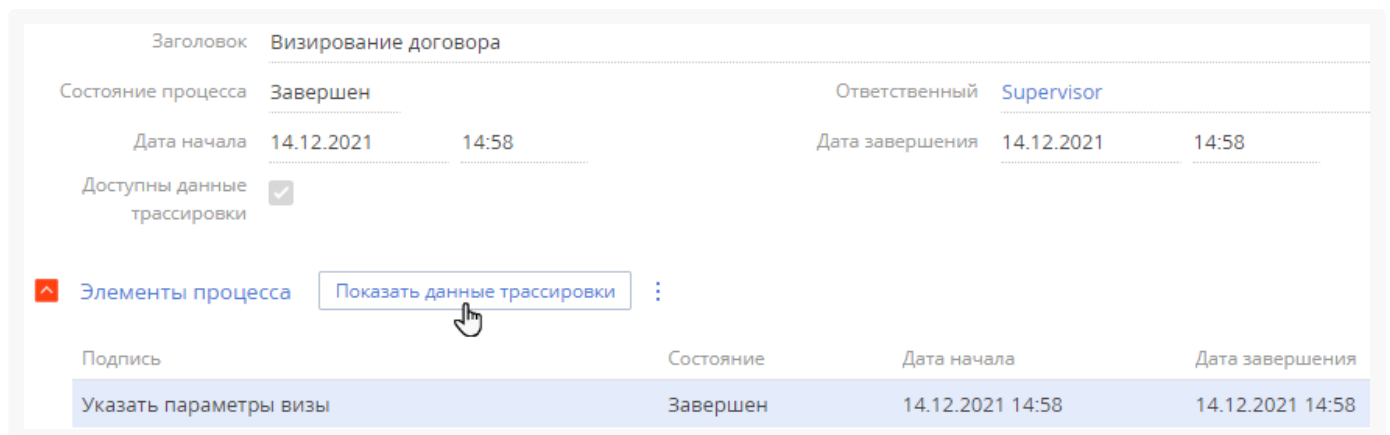 Заголовок Визирование договора
Состояние процесса Завершен Ответственный Supervisor
Дата начала 14.12.2021 14:58 Дата завершения 14.12.2021 14:58
Доступны данные
трассировки
Элементы процесса Показать данные трассировки
Подпись Состояние Дата начала Дата завершения
Указать параметры визы Завершен 14.12.2021 14:58 14.12.2021 14:58